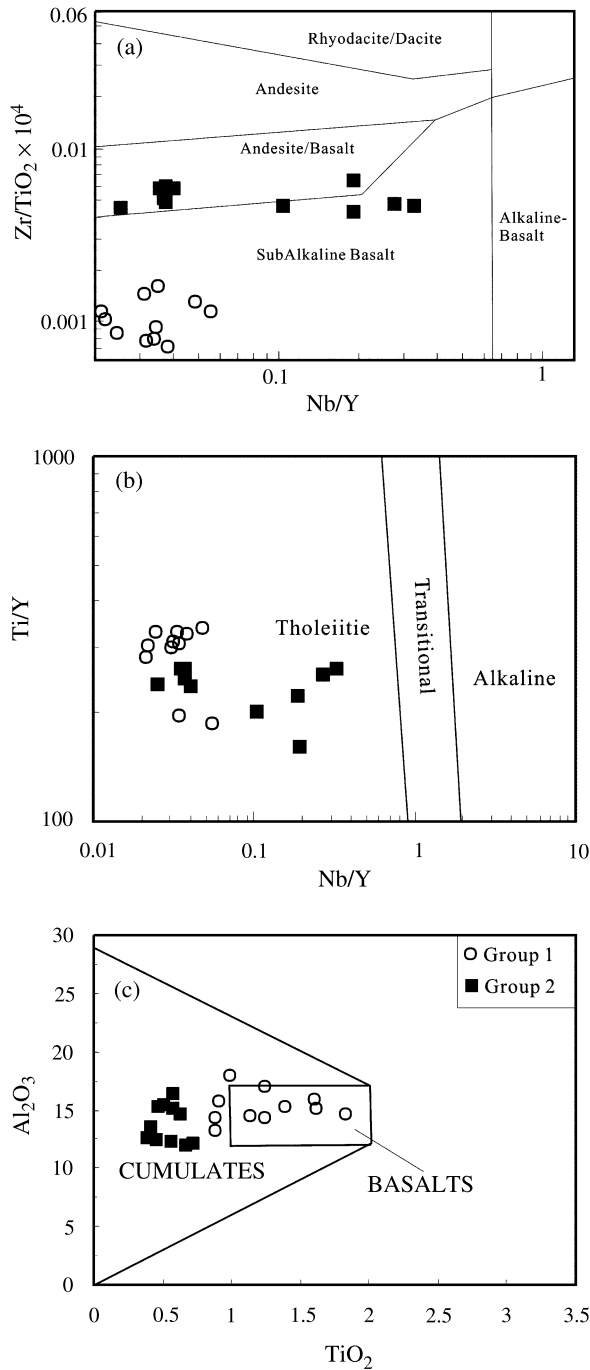 0.06
(a)
Rhyodacite/Dacite
Andesite
Zr/TiO₂ × 10⁴
0.01
Andesite/Basalt
Alkaline-
Basalt
SubAlkaline Basalt
0.001
0.1
1
Nb/Y
1000
(b)
Ti/Y
Tholeiitie
Transitional
Alkaline
100
0.01
0.1
1
10
Nb/Y
30
(c)
Group 1
Group 2
25
20
Al₂O₃
15
10
CUMULATES
BASALTS
5
0
0
0.5
1
1.5
2
2.5
3
3.5
TiO₂